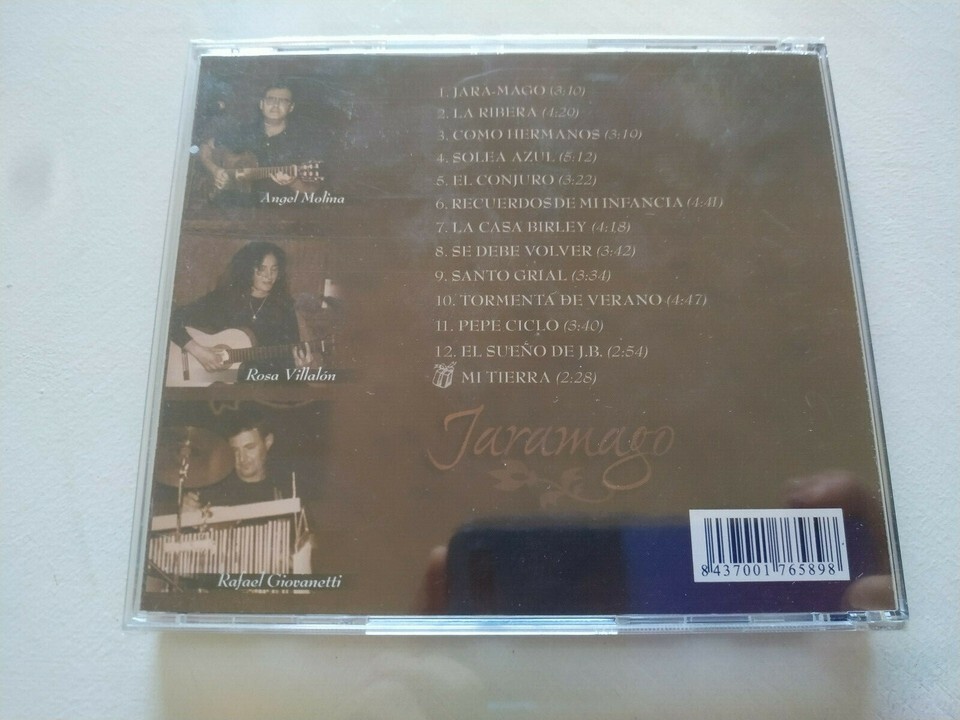 1. JARA-MAGO (3:10)
2. LA RIBERA (4:29)
3. COMO HERMANOS (3:19)
4. SOLEA AZUL (5:12)
5. EL CONJURO (3:22)
6. RECUERDOS DE MI INFANCIA (4:41)
7. LA CASA BIRLEY (4:18)
8. SE DEBE VOLVER (3:42)
9. SANTO GRIAL (3:34)
10. TORMENTA DE VERANO (4:47)
11. PEPE CICLO (3:40)
12. EL SUEÑO DE J.B. (2:54)
MI TIERRA (2:28)
Angel Molina
Rosa Villalón
Rafael Giovanetti
Jaramago
8 437001 765898